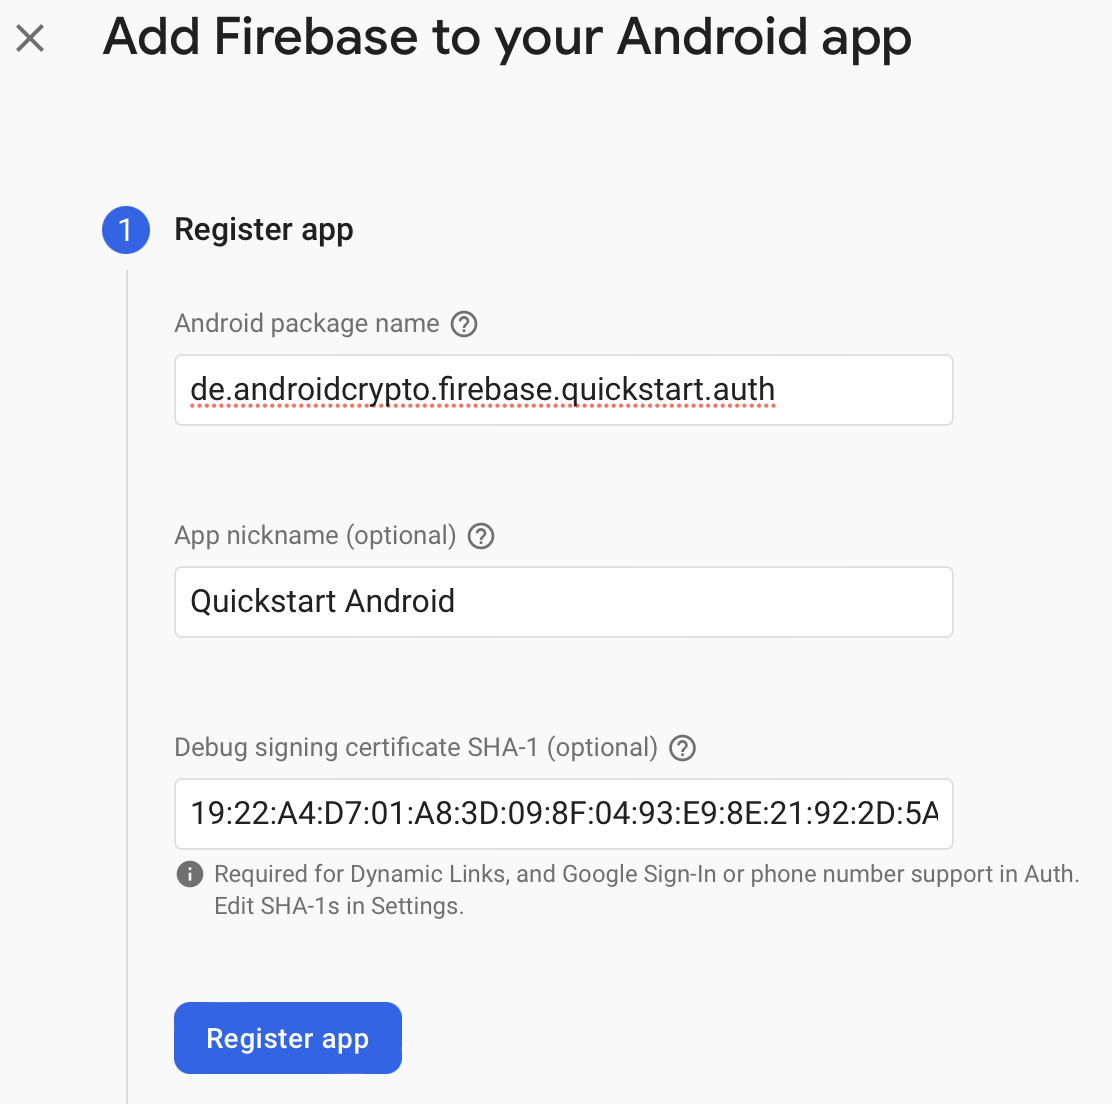 Add Firebase to your Android app
1 Register app
Android package name
de.androidcrypto.firebase.quickstart.auth
App nickname (optional)
Quickstart Android
Debug signing certificate SHA-1 (optional)
19:22:A4:D7:01:A8:3D:09:8F:04:93:E9:8E:21:92:2D:5A
Required for Dynamic Links, and Google Sign-In or phone number support in Auth.
Edit SHA-1s in Settings.
Register app